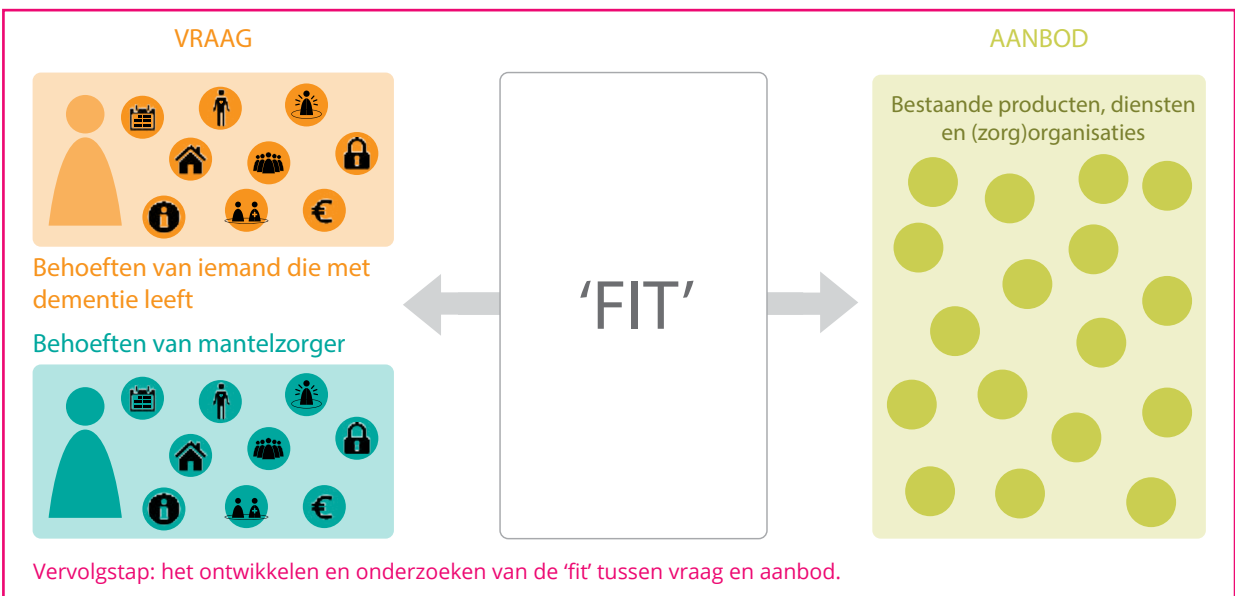 VRAAG
Behoeften van iemand die met
dementie leeft
Behoeften van mantelzorger
‘FIT’
AANBOD
Bestaande producten, diensten
en (zorg)organisaties
Vervolgstap: het ontwikkelen en onderzoeken van de ‘fit’ tussen vraag en aanbod.